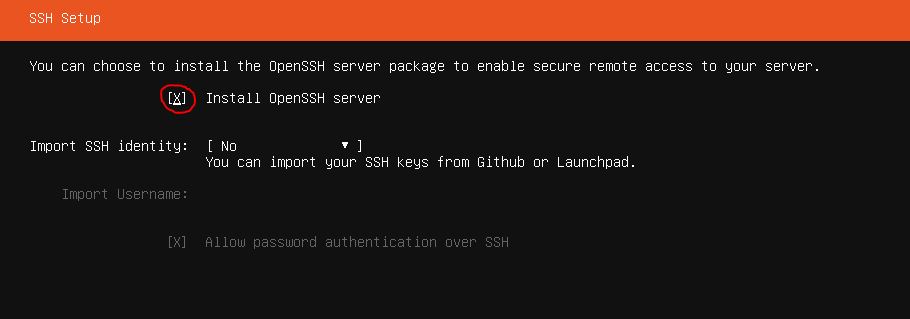 SSH Setup
You can choose to install the OpenSSH server package to enable secure remote access to your server.
[X] Install OpenSSH server
Import SSH identity: [ No ▼ ]
You can import your SSH keys from Github or Launchpad.
Import Username:
[X] Allow password authentication over SSH